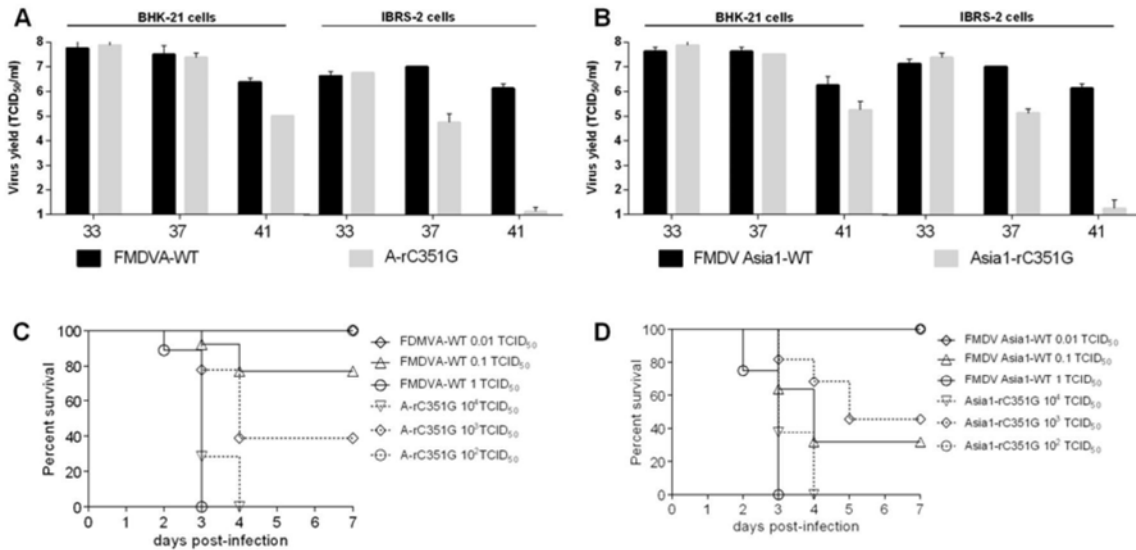 A
BHK-21 cells IBRS-2 cells
Virus yield (TCID50/ml)
8
7
6
5
4
3
2
1
33 37 41 33 37 41
FMDVA-WT A-rC351G
B
BHK-21 cells IBRS-2 cells
Virus yield (TCID50/ml)
8
7
6
5
4
3
2
1
33 37 41 33 37 41
FMDV Asia1-WT Asia1-rC351G
C
Percent survival
100
80
60
40
20
0
0 1 2 3 4 5 6 7
days post-infection
FDMVA-WT 0.01 TCID50
FMDVA-WT 0.1 TCID50
FMDVA-WT 1 TCID50
A-rC351G 10⁴ TCID50
A-rC351G 10³ TCID50
A-rC351G 10² TCID50
D
Percent survival
100
80
60
40
20
0
0 1 2 3 4 5 6 7
days post-infection
FMDV Asia1-WT 0.01 TCID50
FMDV Asia1-WT 0.1 TCID50
FMDV Asia1-WT 1 TCID50
Asia1-rC351G 10⁴ TCID50
Asia1-rC351G 10³ TCID50
Asia1-rC351G 10² TCID50